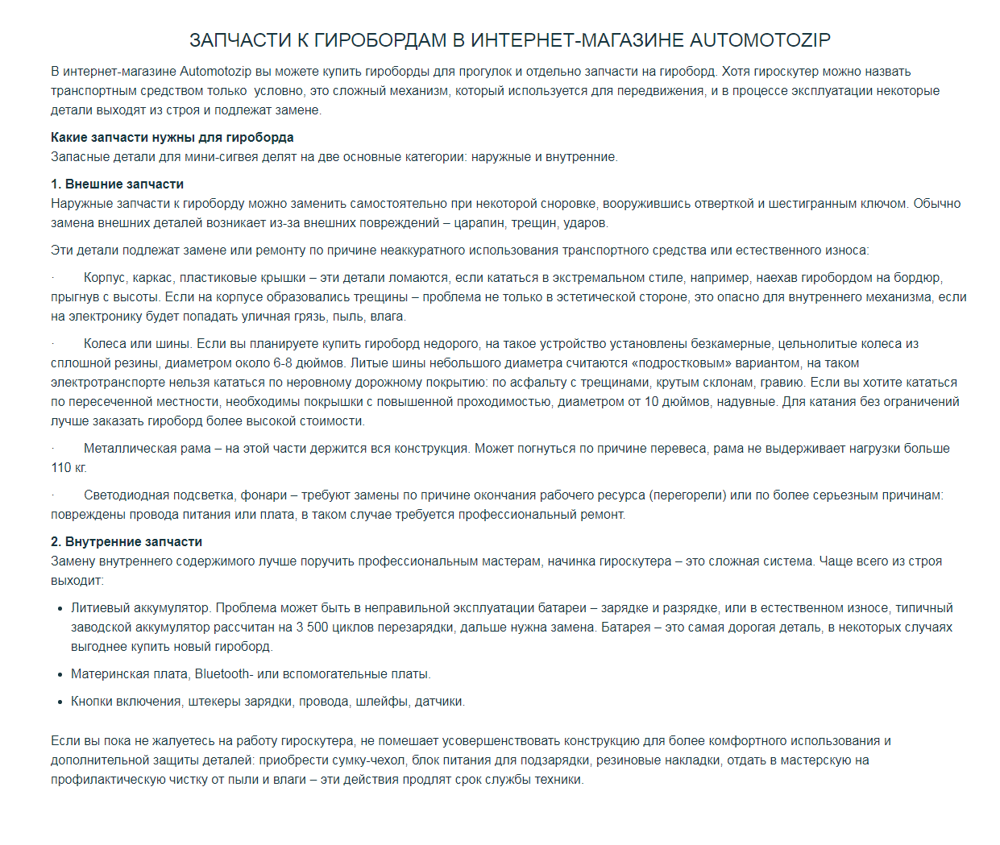 ЗАПЧАСТИ К ГИРОБОРДАМ В ИНТЕРНЕТ-МАГАЗИНЕ AUTOMOTOZIP
В интернет-магазине Automotozip вы можете купить гироборды для прогулок и отдельно запчасти на гироборд. Хотя гироскутер можно назвать
транспортным средством только  условно, это сложный механизм, который используется для передвижения, и в процессе эксплуатации некоторые
детали выходят из строя и подлежат замене.
Какие запчасти нужны для гироборда
Запасные детали для мини-сигвея делят на две основные категории: наружные и внутренние.
1. Внешние запчасти
Наружные запчасти к гироборду можно заменить самостоятельно при некоторой сноровке, вооружившись отверткой и шестигранным ключом. Обычно
замена внешних деталей возникает из-за внешних повреждений – царапин, трещин, ударов.
Эти детали подлежат замене или ремонту по причине неаккуратного использования транспортного средства или естественного износа:
· Корпус, каркас, пластиковые крышки – эти детали ломаются, если кататься в экстремальном стиле, например, наехав гиробордом на бордюр,
прыгнув с высоты. Если на корпусе образовались трещины – проблема не только в эстетической стороне, это опасно для внутреннего механизма, если
на электронику будет попадать уличная грязь, пыль, влага.
· Колеса или шины. Если вы планируете купить гироборд недорого, на такое устройство установлены безкамерные, цельнолитые колеса из
сплошной резины, диаметром около 6-8 дюймов. Литые шины небольшого диаметра считаются «подростковым» вариантом, на таком
электротранспорте нельзя кататься по неровному дорожному покрытию: по асфальту с трещинами, крутым склонам, гравию. Если вы хотите кататься
по пересеченной местности, необходимы покрышки с повышенной проходимостью, диаметром от 10 дюймов, надувные. Для катания без ограничений
лучше заказать гироборд более высокой стоимости.
· Металлическая рама – на этой части держится вся конструкция. Может погнуться по причине перевеса, рама не выдерживает нагрузки больше
110 кг.
· Светодиодная подсветка, фонари – требуют замены по причине окончания рабочего ресурса (перегорели) или по более серьезным причинам:
повреждены провода питания или плата, в таком случае требуется профессиональный ремонт.
2. Внутренние запчасти
Замену внутреннего содержимого лучше поручить профессиональным мастерам, начинка гироскутера – это сложная система. Чаще всего из строя
выходит:
• Литиевый аккумулятор. Проблема может быть в неправильной эксплуатации батареи – зарядке и разрядке, или в естественном износе, типичный
заводской аккумулятор рассчитан на 3 500 циклов перезарядки, дальше нужна замена. Батарея – это самая дорогая деталь, в некоторых случаях
выгоднее купить новый гироборд.
• Материнская плата, Bluetooth- или вспомогательные платы.
• Кнопки включения, штекеры зарядки, провода, шлейфы, датчики.
Если вы пока не жалуетесь на работу гироскутера, не помешает усовершенствовать конструкцию для более комфортного использования и
дополнительной защиты деталей: приобрести сумку-чехол, блок питания для подзарядки, резиновые накладки, отдать в мастерскую на
профилактическую чистку от пыли и влаги – эти действия продлят срок службы техники.